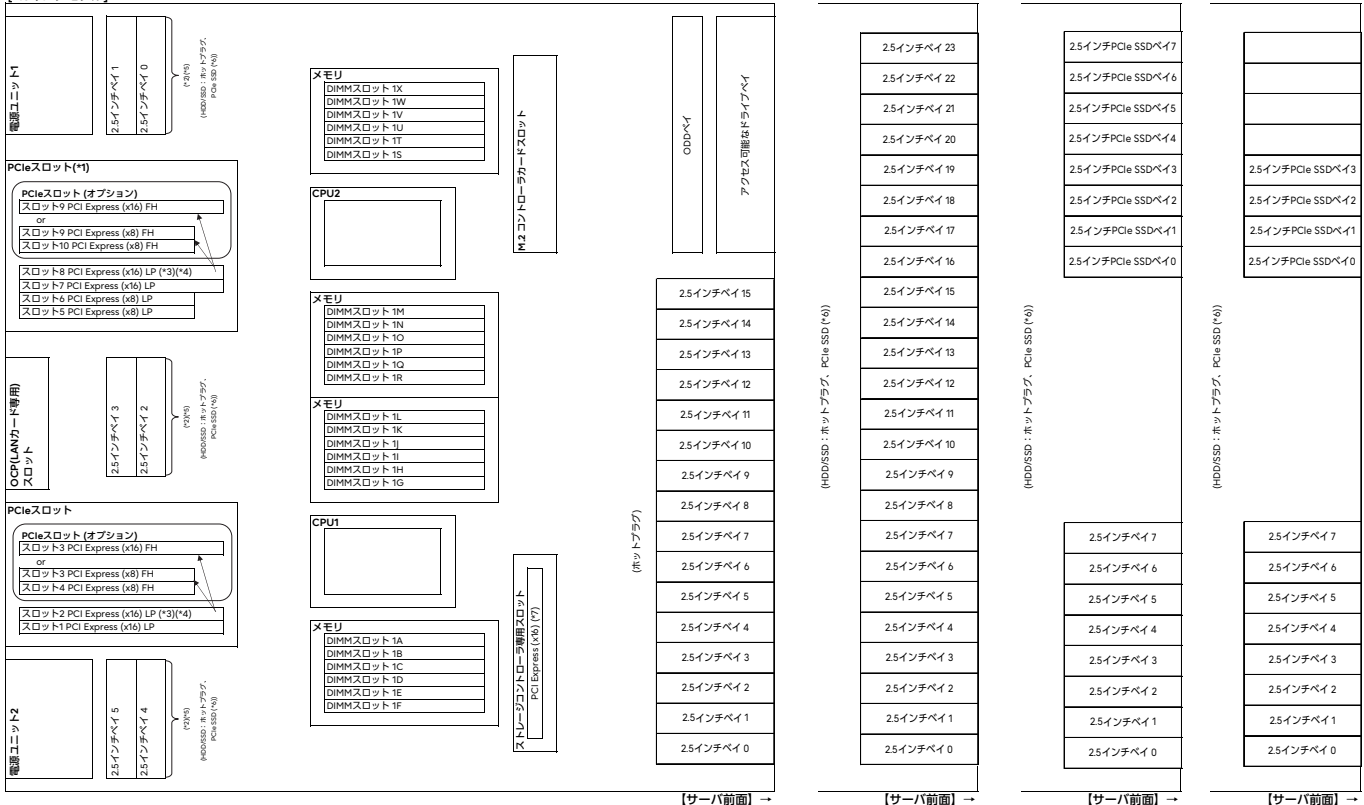 電源ユニット1
2.5インチベイ 1
2.5インチベイ 0
(*2)(*5)
(HDD/SSD：ホットプラグ、
PCIe SSD (*6))
PCIeスロット(*1)
PCIeスロット (オプション)
スロット9 PCI Express (x16) FH
or
スロット9 PCI Express (x8) FH
スロット10 PCI Express (x8) FH
スロット8 PCI Express (x16) LP (*3)(*4)
スロット7 PCI Express (x16) LP
スロット6 PCI Express (x8) LP
スロット5 PCI Express (x8) LP
OCP(LANカード専用)
スロット
2.5インチベイ 3
2.5インチベイ 2
(*2)(*5)
(HDD/SSD：ホットプラグ、
PCIe SSD (*6))
PCIeスロット
PCIeスロット (オプション)
スロット3 PCI Express (x16) FH
or
スロット3 PCI Express (x8) FH
スロット4 PCI Express (x8) FH
スロット2 PCI Express (x16) LP (*3)(*4)
スロット1 PCI Express (x16) LP
電源ユニット2
2.5インチベイ 5
2.5インチベイ 4
(*2)(*5)
(HDD/SSD：ホットプラグ、
PCIe SSD (*6))
メモリ
DIMMスロット 1X
DIMMスロット 1W
DIMMスロット 1V
DIMMスロット 1U
DIMMスロット 1T
DIMMスロット 1S
CPU2
メモリ
DIMMスロット 1M
DIMMスロット 1N
DIMMスロット 1O
DIMMスロット 1P
DIMMスロット 1Q
DIMMスロット 1R
メモリ
DIMMスロット 1L
DIMMスロット 1K
DIMMスロット 1J
DIMMスロット 1I
DIMMスロット 1H
DIMMスロット 1G
CPU1
メモリ
DIMMスロット 1A
DIMMスロット 1B
DIMMスロット 1C
DIMMスロット 1D
DIMMスロット 1E
DIMMスロット 1F
M.2 コントローラカードスロット
ストレージコントローラ専用スロット
PCI Express (x16) (*7)
ODDベイ
アクセス可能なドライブベイ
(ホットプラグ)
2.5インチベイ 15
2.5インチベイ 14
2.5インチベイ 13
2.5インチベイ 12
2.5インチベイ 11
2.5インチベイ 10
2.5インチベイ 9
2.5インチベイ 8
2.5インチベイ 7
2.5インチベイ 6
2.5インチベイ 5
2.5インチベイ 4
2.5インチベイ 3
2.5インチベイ 2
2.5インチベイ 1
2.5インチベイ 0
【サーバ前面】→
(HDD/SSD：ホットプラグ、PCIe SSD (*6))
2.5インチベイ 23
2.5インチベイ 22
2.5インチベイ 21
2.5インチベイ 20
2.5インチベイ 19
2.5インチベイ 18
2.5インチベイ 17
2.5インチベイ 16
2.5インチベイ 15
2.5インチベイ 14
2.5インチベイ 13
2.5インチベイ 12
2.5インチベイ 11
2.5インチベイ 10
2.5インチベイ 9
2.5インチベイ 8
2.5インチベイ 7
2.5インチベイ 6
2.5インチベイ 5
2.5インチベイ 4
2.5インチベイ 3
2.5インチベイ 2
2.5インチベイ 1
2.5インチベイ 0
【サーバ前面】→
(HDD/SSD：ホットプラグ、PCIe SSD (*6))
2.5インチPCIe SSDベイ7
2.5インチPCIe SSDベイ6
2.5インチPCIe SSDベイ5
2.5インチPCIe SSDベイ4
2.5インチPCIe SSDベイ3
2.5インチPCIe SSDベイ2
2.5インチPCIe SSDベイ1
2.5インチPCIe SSDベイ0
2.5インチベイ 7
2.5インチベイ 6
2.5インチベイ 5
2.5インチベイ 4
2.5インチベイ 3
2.5インチベイ 2
2.5インチベイ 1
2.5インチベイ 0
【サーバ前面】→
(HDD/SSD：ホットプラグ、PCIe SSD (*6))
2.5インチPCIe SSDベイ3
2.5インチPCIe SSDベイ2
2.5インチPCIe SSDベイ1
2.5インチPCIe SSDベイ0
2.5インチベイ 7
2.5インチベイ 6
2.5インチベイ 5
2.5インチベイ 4
2.5インチベイ 3
2.5インチベイ 2
2.5インチベイ 1
2.5インチベイ 0
【サーバ前面】→